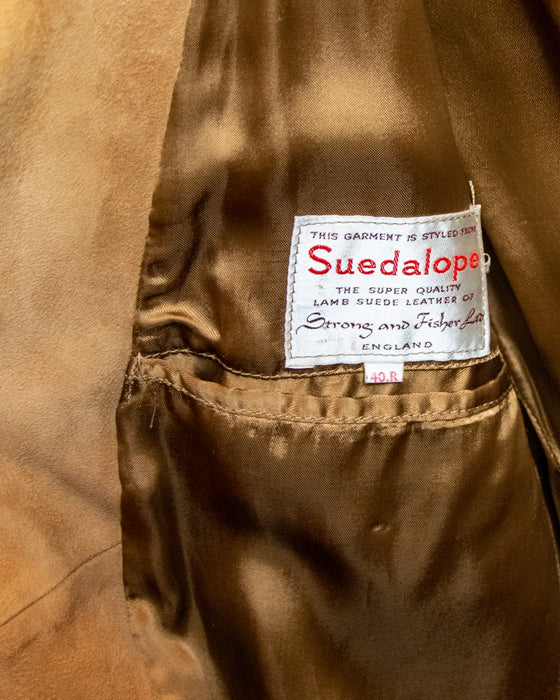 THIS GARMENT IS STYLED FROM
Suedalope
THE SUPER QUALITY
LAMB SUEDE LEATHER OF
Strong and Fisher Ltd
ENGLAND
40.R